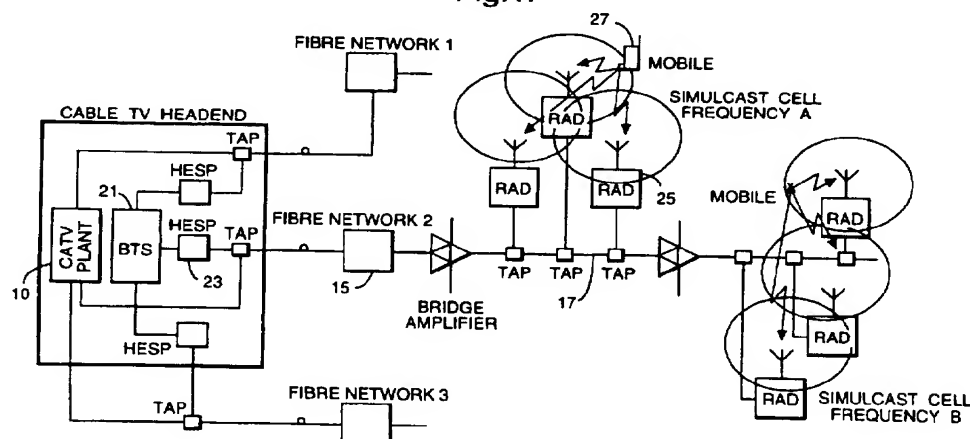 FIBRE NETWORK 1
27
MOBILE
SIMULCAST CELL
FREQUENCY A
CABLE TV HEADEND
TAP
HESP
21
RAD
RAD
RAD
25
MOBILE
RAD
CATV
PLANT
BTS
HESP
TAP
FIBRE NETWORK 2
10
23
15
BRIDGE
AMPLIFIER
TAP
TAP
TAP
17
HESP
RAD
RAD
TAP
FIBRE NETWORK 3
SIMULCAST CELL
FREQUENCY B